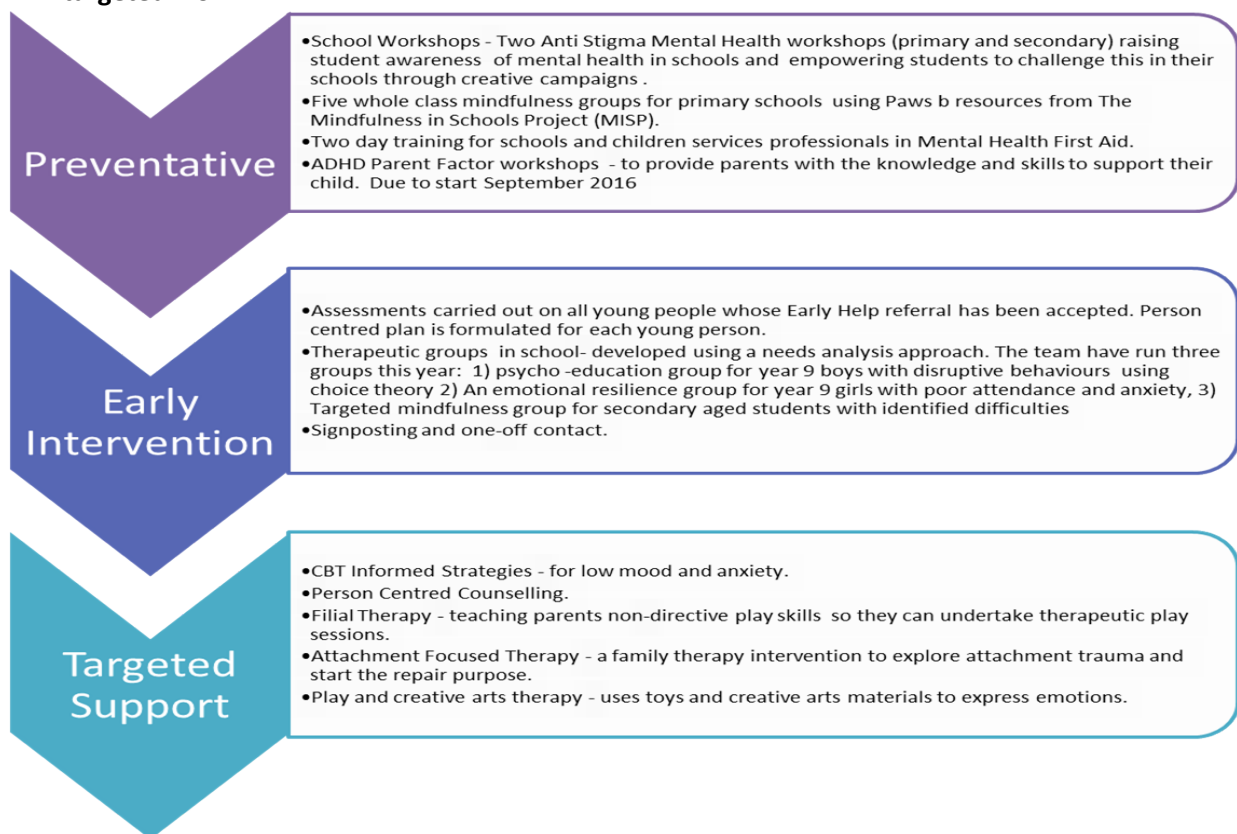 Preventative
•School Workshops - Two Anti Stigma Mental Health workshops (primary and secondary) raising
student awareness of mental health in schools and empowering students to challenge this in their
schools through creative campaigns .
•Five whole class mindfulness groups for primary schools using Paws b resources from The
Mindfulness in Schools Project (MISP).
•Two day training for schools and children services professionals in Mental Health First Aid.
•ADHD Parent Factor workshops - to provide parents with the knowledge and skills to support their
child. Due to start September 2016
Early
Intervention
•Assessments carried out on all young people whose Early Help referral has been accepted. Person
centred plan is formulated for each young person.
•Therapeutic groups in school- developed using a needs analysis approach. The team have run three
groups this year: 1) psycho -education group for year 9 boys with disruptive behaviours using
choice theory 2) An emotional resilience group for year 9 girls with poor attendance and anxiety, 3)
Targeted mindfulness group for secondary aged students with identified difficulties
•Signposting and one-off contact.
Targeted
Support
•CBT Informed Strategies - for low mood and anxiety.
•Person Centred Counselling.
•Filial Therapy - teaching parents non-directive play skills so they can undertake therapeutic play
sessions.
•Attachment Focused Therapy - a family therapy intervention to explore attachment trauma and
start the repair purpose.
•Play and creative arts therapy - uses toys and creative arts materials to express emotions.